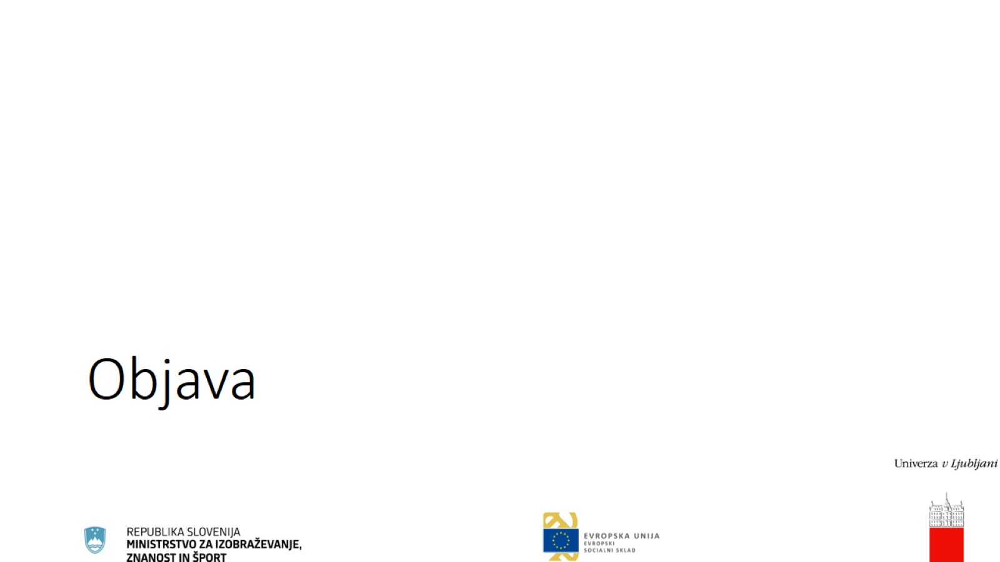 Objava
Univerza v Ljubljani
REPUBLIKA SLOVENIJA
MINISTRSTVO ZA IZOBRAŽEVANJE,
ZNANOST IN ŠPORT
EVROPSKA UNIJA
EVROPSKI
SOCIALNI SKLAD